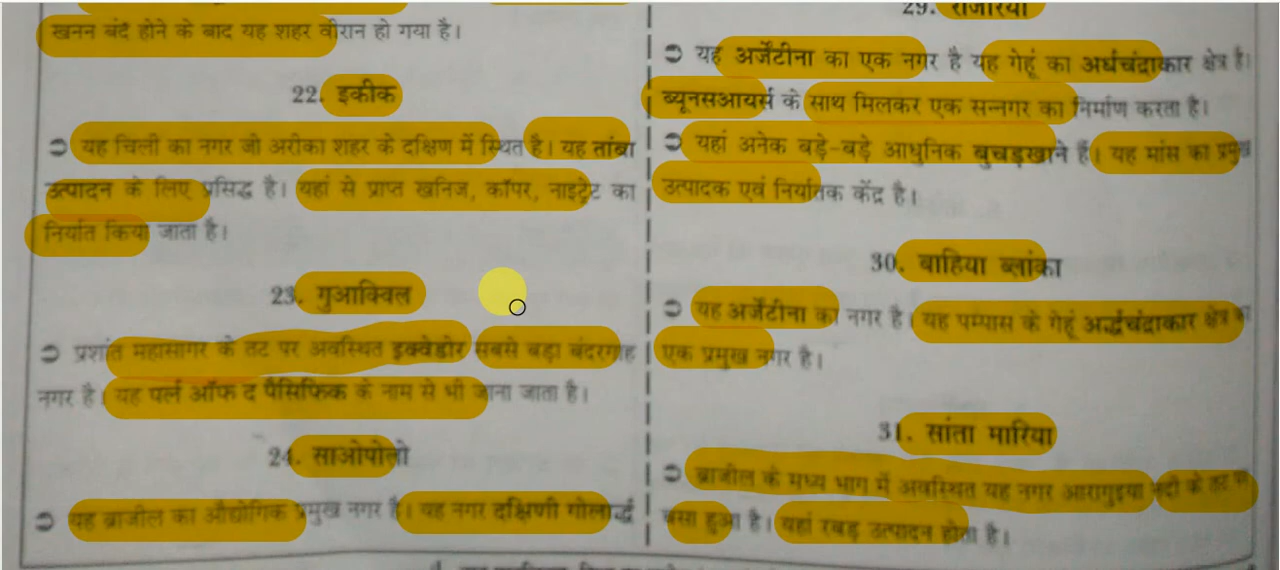 खनन बंद होने के बाद यह शहर वीरान हो गया है।
22. इकीक
यह चिली का नगर जो अरीका शहर के दक्षिण में स्थित है। यह तांबा
उत्पादन के लिए प्रसिद्ध है। यहां से प्राप्त खनिज, कॉपर, नाइट्रेट का
निर्यात किया जाता है।
23. गुआक्विल
प्रशांत महासागर के तट पर अवस्थित इक्वेडोर सबसे बड़ा बंदरगाह
नगर है। यह पर्ल ऑफ द पैसिफिक के नाम से भी जाना जाता है।
24. साओपोलो
यह ब्राजील का औद्योगिक प्रमुख नगर है। यह नगर दक्षिणी गोलार्द्ध
29. रोजारियो
यह अर्जेंटीना का एक नगर है यह गेहूं का अर्धचंद्राकार क्षेत्र है।
ब्यूनसआयर्स के साथ मिलकर एक सन्नगर का निर्माण करता है।
यहां अनेक बड़े-बड़े आधुनिक बुचड़खाने हैं। यह मांस का प्रमुख
उत्पादक एवं निर्यातक केंद्र है।
30. बाहिया ब्लांका
यह अर्जेंटीना का नगर है। यह पम्पास के गेहूं अर्द्धचंद्राकार क्षेत्र का
एक प्रमुख नगर है।
31. सांता मारिया
ब्राजील के मध्य भाग में अवस्थित यह नगर आरागुइया नदी के तट पर
बसा हुआ है। यहां रबड़ उत्पादन होता है।